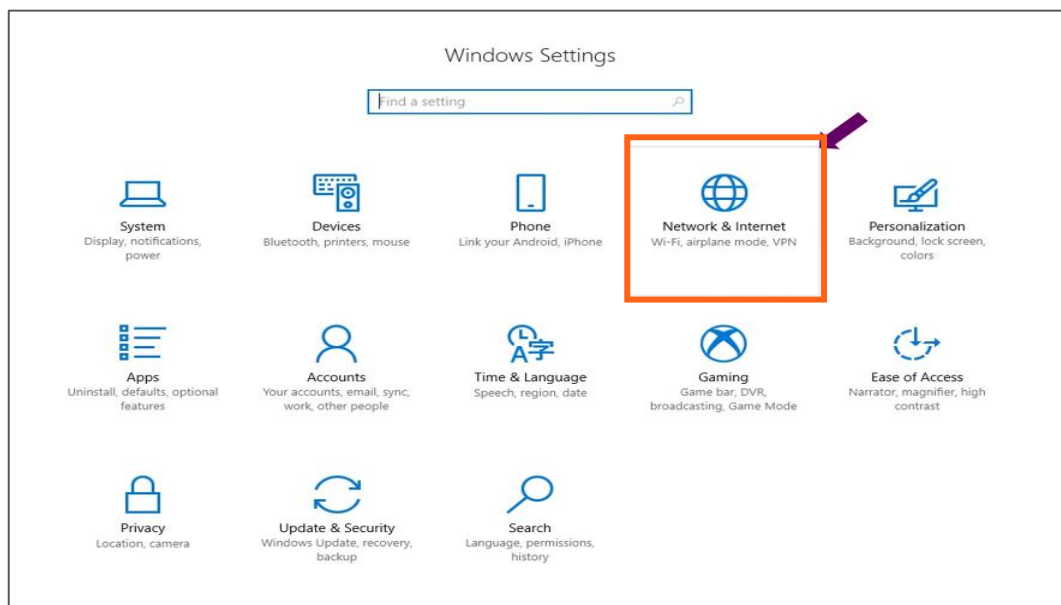 Windows Settings
Find a setting
System
Display, notifications,
power
Devices
Bluetooth, printers, mouse
Phone
Link your Android, iPhone
Network & Internet
Wi-Fi, airplane mode, VPN
Personalization
Background, lock screen,
colors
Apps
Uninstall, defaults, optional
features
Accounts
Your accounts, email, sync,
work, other people
Time & Language
Speech, region, date
Gaming
Game bar, DVR,
broadcasting, Game Mode
Ease of Access
Narrator, magnifier, high
contrast
Privacy
Location, camera
Update & Security
Windows Update, recovery,
backup
Search
Language, permissions,
history